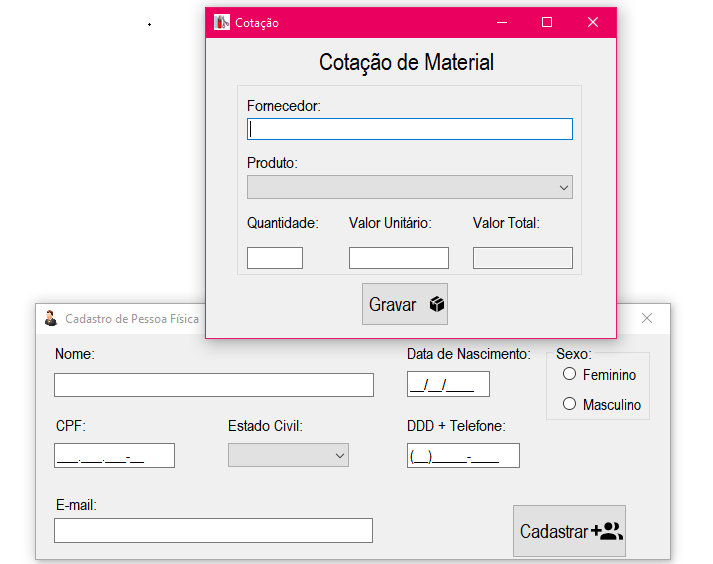 Cotação
Cotação de Material
Fornecedor:
Produto:
Quantidade: Valor Unitário: Valor Total:
Gravar
Cadastro de Pessoa Física
Nome: Data de Nascimento: Sexo:
__/__/____ Feminino
Masculino
CPF: Estado Civil: DDD + Telefone:
___.___.___-__ (__)_____-____
E-mail:
Cadastrar